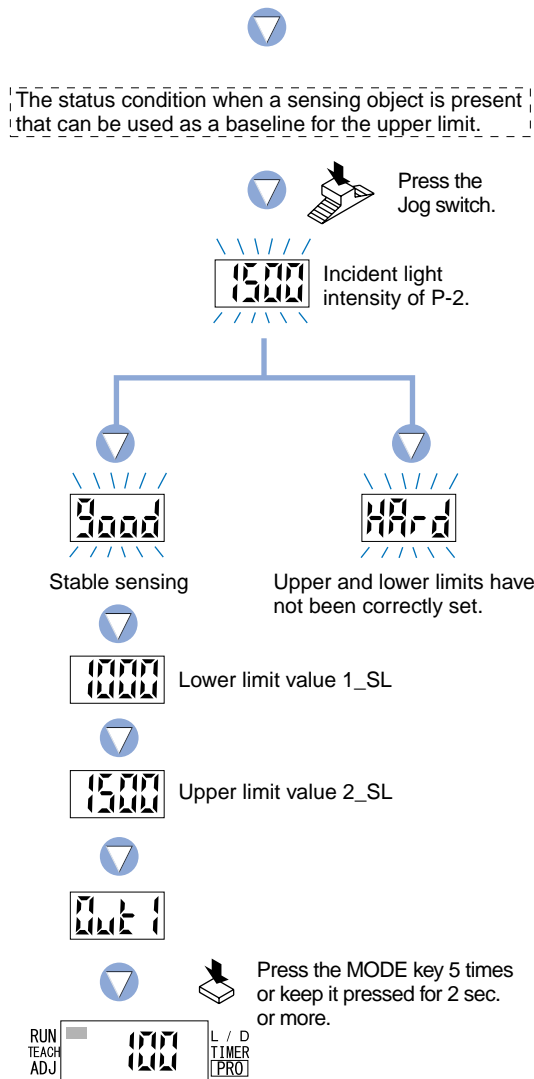 The status condition when a sensing object is present
that can be used as a baseline for the upper limit.
Press the
Jog switch.
1500
Incident light
intensity of P-2.
good
HArd
Stable sensing
Upper and lower limits have
not been correctly set.
1000
Lower limit value 1_SL
1500
Upper limit value 2_SL
Out 1
Press the MODE key 5 times
or keep it pressed for 2 sec.
or more.
RUN
TEACH
ADJ
100
L / D
TIMER
PRO